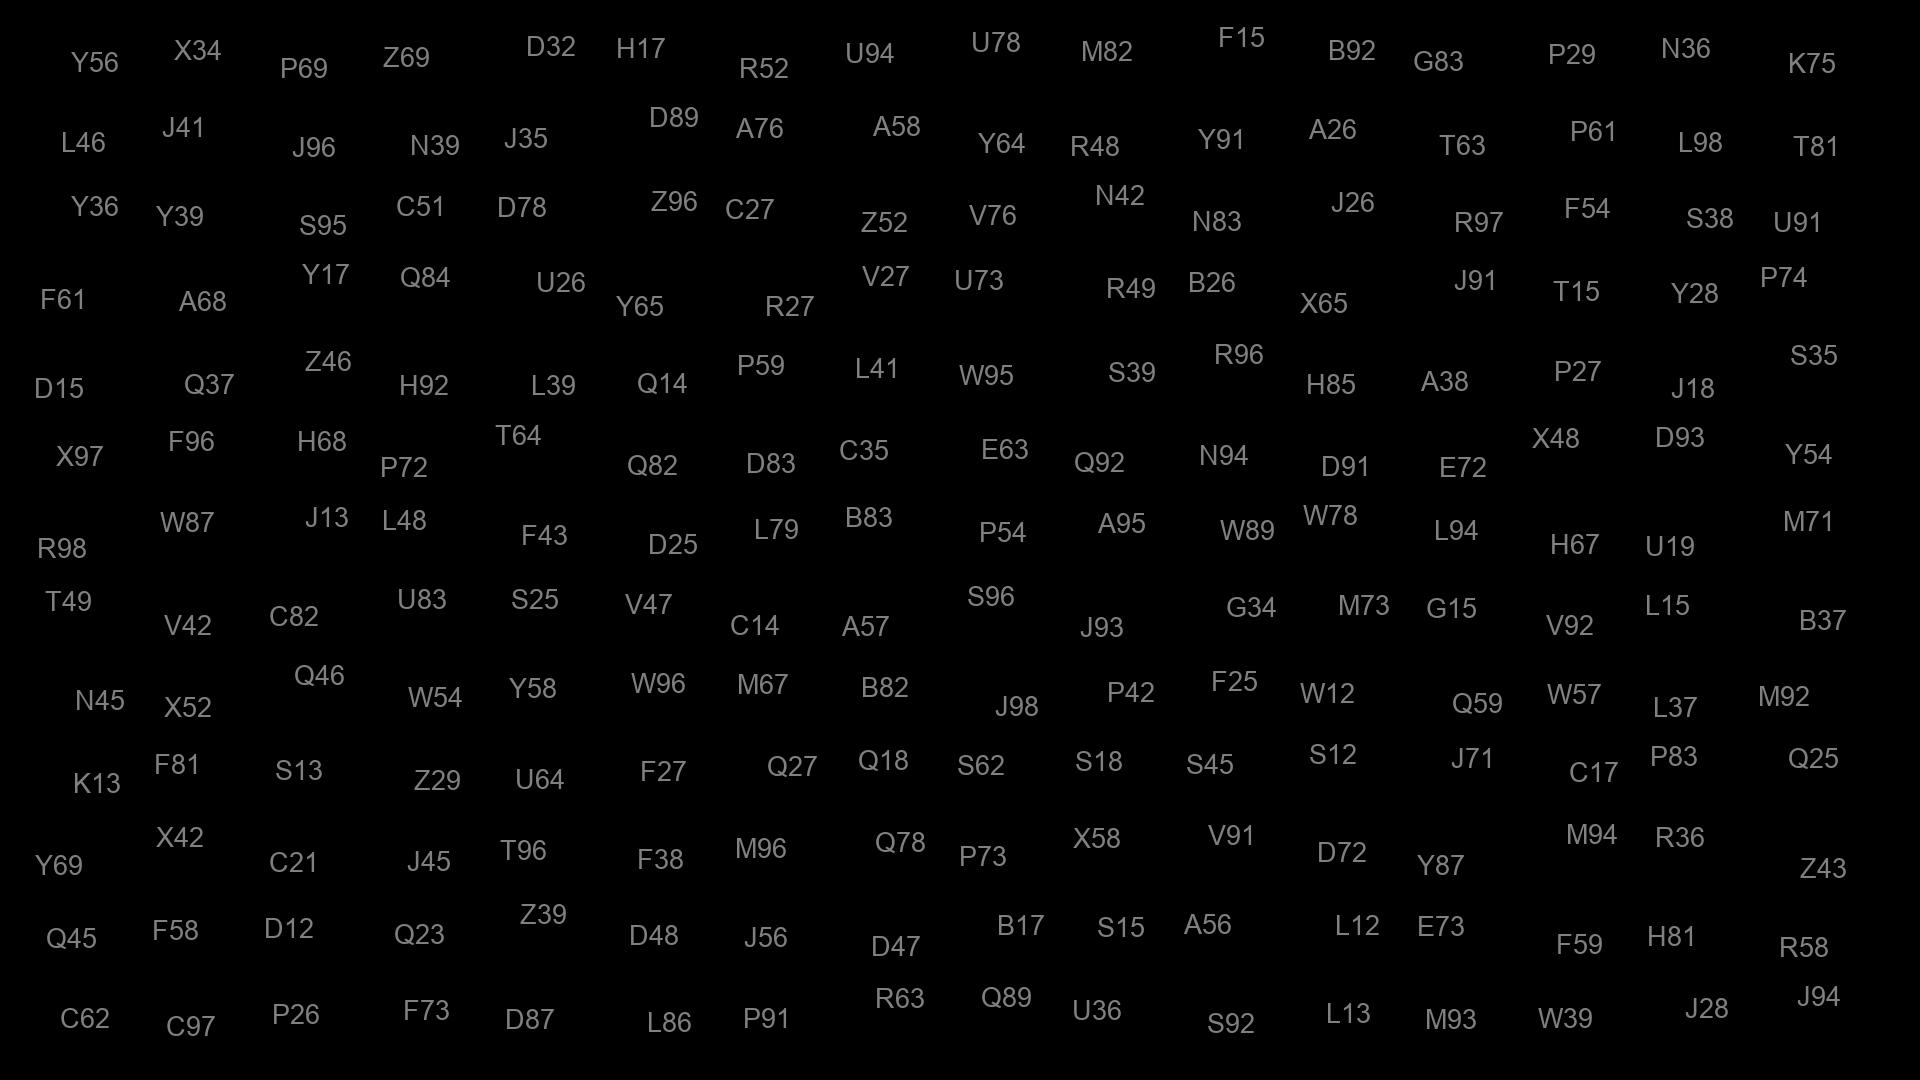 Y56 X34 P69 Z69 D32 H17 R52 U94 U78 M82 F15 B92 G83 P29 N36 K75
L46 J41 J96 N39 J35 D89 A76 A58 Y64 R48 Y91 A26 T63 P61 L98 T81
Y36 Y39 S95 C51 D78 Z96 C27 Z52 V76 N42 N83 J26 R97 F54 S38 U91
F61 A68 Y17 Q84 U26 Y65 R27 V27 U73 R49 B26 X65 J91 T15 Y28 P74
D15 Q37 Z46 H92 L39 Q14 P59 L41 W95 S39 R96 H85 A38 P27 J18 S35
X97 F96 H68 P72 T64 Q82 D83 C35 E63 Q92 N94 D91 E72 X48 D93 Y54
R98 W87 J13 L48 F43 D25 L79 B83 P54 A95 W89 W78 L94 H67 U19 M71
T49 V42 C82 U83 S25 V47 C14 A57 S96 J93 G34 M73 G15 V92 L15 B37
N45 X52 Q46 W54 Y58 W96 M67 B82 J98 P42 F25 W12 Q59 W57 L37 M92
K13 F81 S13 Z29 U64 F27 Q27 Q18 S62 S18 S45 S12 J71 C17 P83 Q25
Y69 X42 C21 J45 T96 F38 M96 Q78 P73 X58 V91 D72 Y87 M94 R36 Z43
Q45 F58 D12 Q23 Z39 D48 J56 D47 B17 S15 A56 L12 E73 F59 H81 R58
C62 C97 P26 F73 D87 L86 P91 R63 Q89 U36 S92 L13 M93 W39 J28 J94